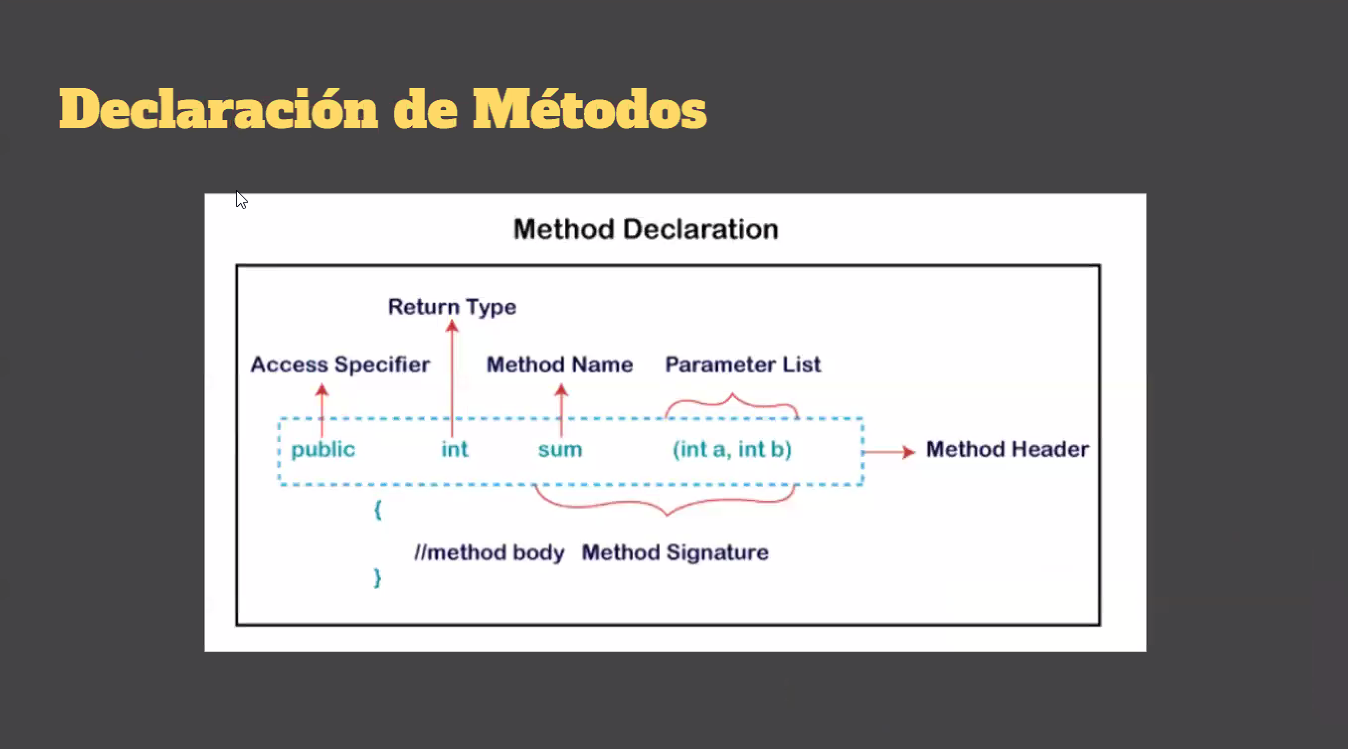 Declaración de Métodos
Method Declaration
Return Type
Access Specifier Method Name Parameter List
public int sum (int a, int b) Method Header
{
//method body Method Signature
}